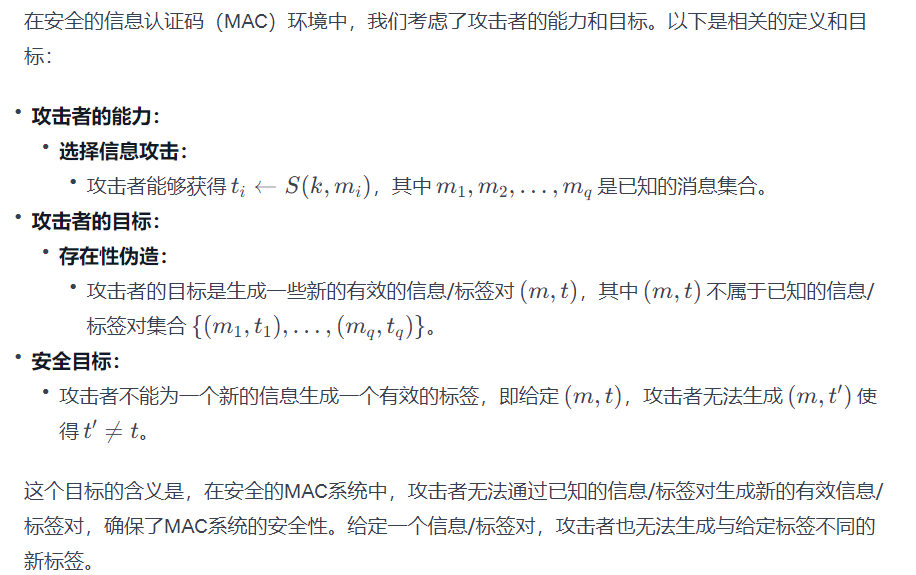 在安全的信息认证码（MAC）环境中，我们考虑了攻击者的能力和目标。以下是相关的定义和目
标：
• 攻击者的能力：
• 选择信息攻击：
• 攻击者能够获得 tᵢ ← S(k, mᵢ)，其中 m₁, m₂, . . . , m_q 是已知的消息集合。
• 攻击者的目标：
• 存在性伪造：
• 攻击者的目标是生成一些新的有效的信息/标签对 (m, t)，其中 (m, t) 不属于已知的信息/
标签对集合 {(m₁, t₁), . . . , (m_q, t_q)}。
• 安全目标：
• 攻击者不能为一个新的信息生成一个有效的标签，即给定 (m, t)，攻击者无法生成 (m, t′) 使
得 t′ ≠ t。
这个目标的含义是，在安全的MAC系统中，攻击者无法通过已知的信息/标签对生成新的有效信息/
标签对，确保了MAC系统的安全性。给定一个信息/标签对，攻击者也无法生成与给定标签不同的
新标签。